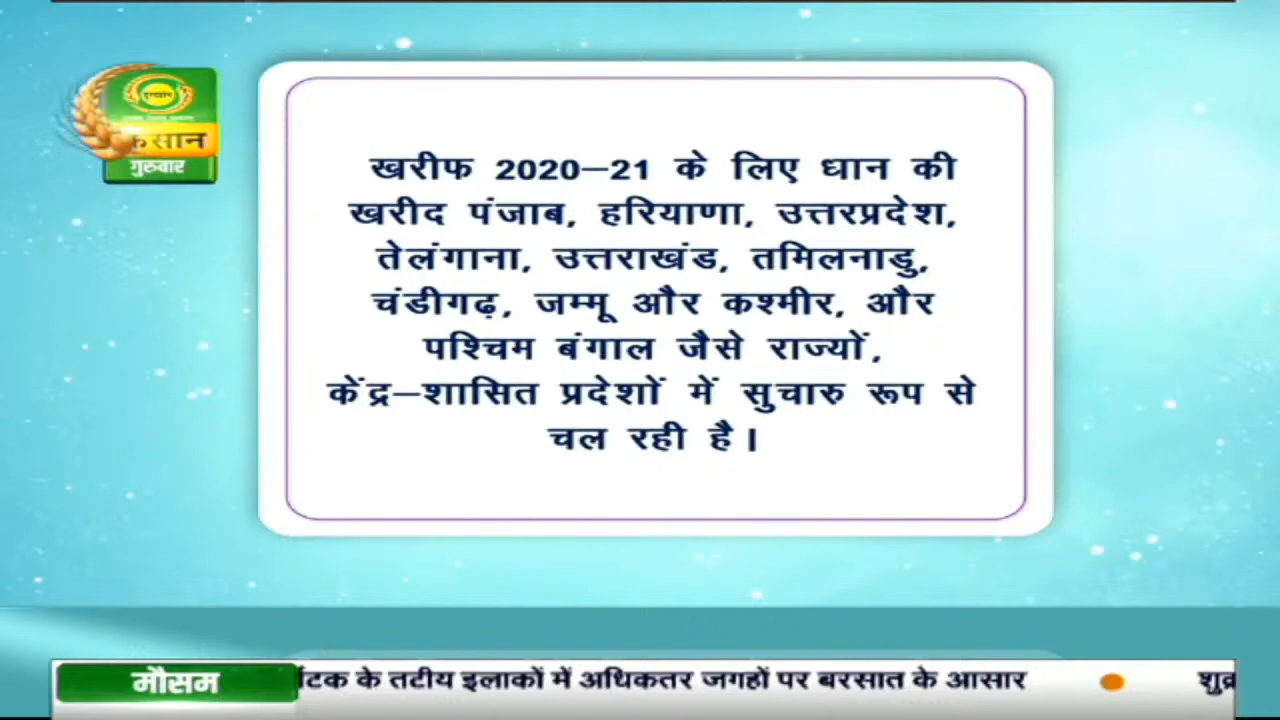 किसान
गुरुवार
खरीफ 2020–21 के लिए धान की
खरीद पंजाब, हरियाणा, उत्तरप्रदेश,
तेलंगाना, उत्तराखंड, तमिलनाडु,
चंडीगढ़, जम्मू और कश्मीर, और
पश्चिम बंगाल जैसे राज्यों,
केंद्र–शासित प्रदेशों में सुचारु रूप से
चल रही है।
मौसम
टक के तटीय इलाकों में अधिकतर जगहों पर बरसात के आसार